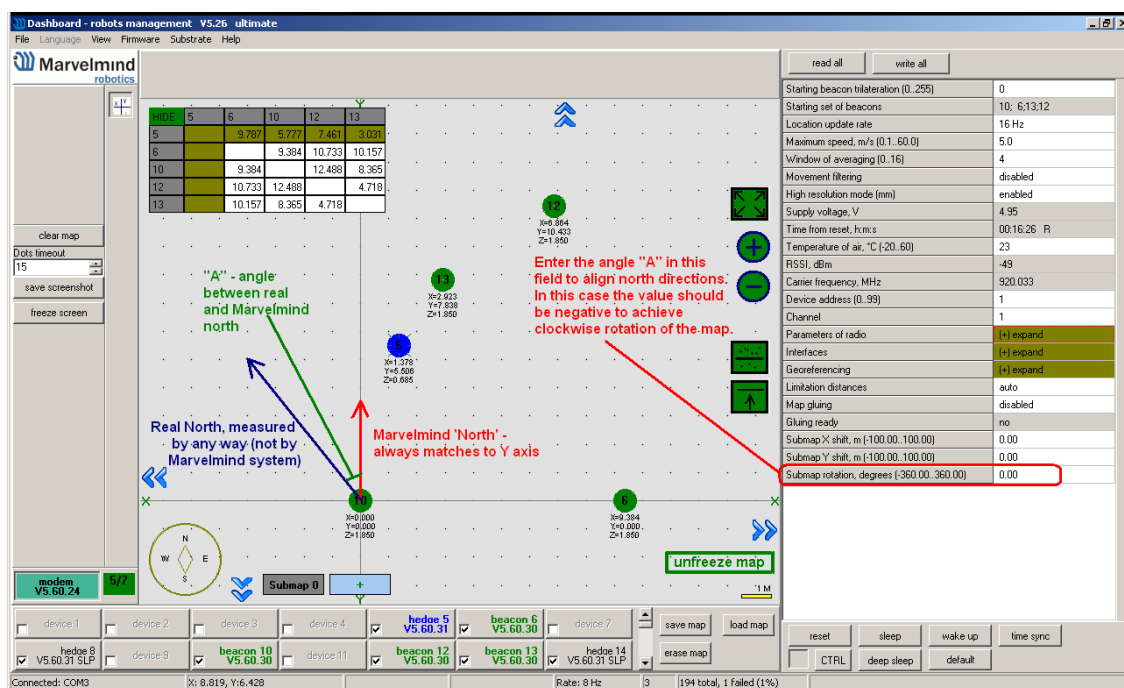 Dashboard - robots management V5.26 ultimate
File Language View Firmware Substrate Help
Marvelmind
robotics
clear map
Dots timeout
15
save screenshot
freeze screen
modem
V5.60.24
5/7
HIDE 5 6 10 12 13
5 9.787 5.777 7.461 3.031
6 9.384 10.733 10.157
10 9.384 12.488 8.365
12 10.733 12.488 4.718
13 10.157 8.365 4.718
Y
12
X=6.864
Y=10.433
Z=1.850
13
X=2.923
Y=7.838
Z=1.850
5
X=1.378
Y=5.506
Z=0.685
"A" - angle
between real
and Marvelmind
north
Enter the angle "A" in this
field to align north directions.
In this case the value should
be negative to achieve
clockwise rotation of the map.
Real North, measured
by any way (not by
Marvelmind system)
Marvelmind 'North' -
always matches to Y axis
X
10
X=0.000
Y=0.000
Z=1.850
6
X=9.384
Y=0.000
Z=1.850
X
N
W E
S
Submap 0
+
Y
unfreeze map
1 M
read all
write all
Starting beacon trilateration (0..255) 0
Starting set of beacons 10; 6;13;12
Location update rate 16 Hz
Maximum speed, m/s (0.1..60.0) 5.0
Window of averaging (0..16) 4
Movement filtering disabled
High resolution mode (mm) enabled
Supply voltage, V 4.95
Time from reset, h:m:s 00:16:26 R
Temperature of air, °C (-20..60) 23
RSSI, dBm -49
Carrier frequency, MHz 920.033
Device address (0..99) 1
Channel 1
Parameters of radio (+) expand
Interfaces (+) expand
Georeferencing (+) expand
Limitation distances auto
Map gluing disabled
Gluing ready no
Submap X shift, m (-100.00..100.00) 0.00
Submap Y shift, m (-100.00..100.00) 0.00
Submap rotation, degrees (-360.00..360.00) 0.00
device 1
device 2
device 3
device 4
hedge 5
V5.60.31
beacon 6
V5.60.30
device 7
hedge 8
V5.60.31 SLP
device 9
beacon 10
V5.60.30
device 11
beacon 12
V5.60.30
beacon 13
V5.60.30
hedge 14
V5.60.31 SLP
save map
load map
erase map
reset
sleep
wake up
time sync
CTRL
deep sleep
default
Connected: COM3
X: 8.819, Y:6.428
Rate: 8 Hz
3
194 total, 1 failed (1%)